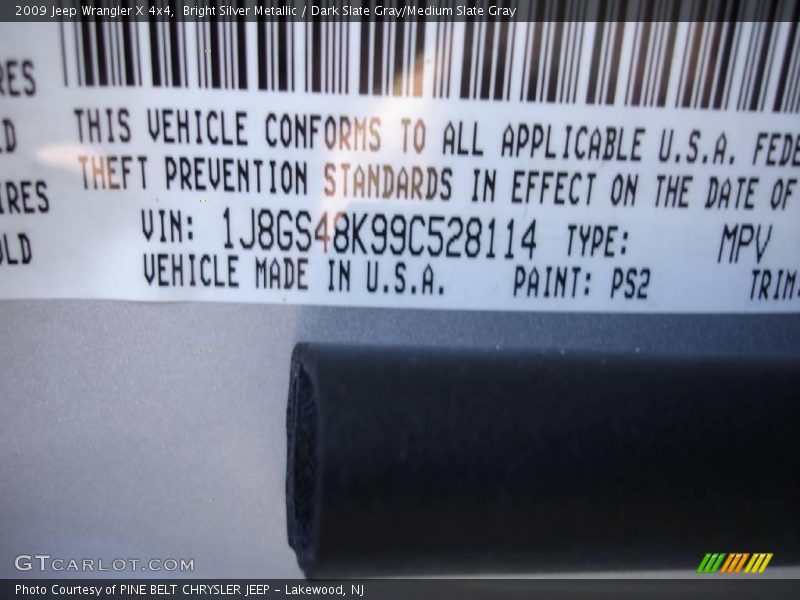 2009 Jeep Wrangler X 4x4, Bright Silver Metallic / Dark Slate Gray/Medium Slate Gray
RES
D
IRES
ULD
THIS VEHICLE CONFORMS TO ALL APPLICABLE U.S.A. FEDE
THEFT PREVENTION STANDARDS IN EFFECT ON THE DATE OF
VIN: 1J8GS48K99C528114 TYPE: MPV
VEHICLE MADE IN U.S.A. PAINT: PS2 TRIM:
GTCARLOT.COM
Photo Courtesy of PINE BELT CHRYSLER JEEP - Lakewood, NJ